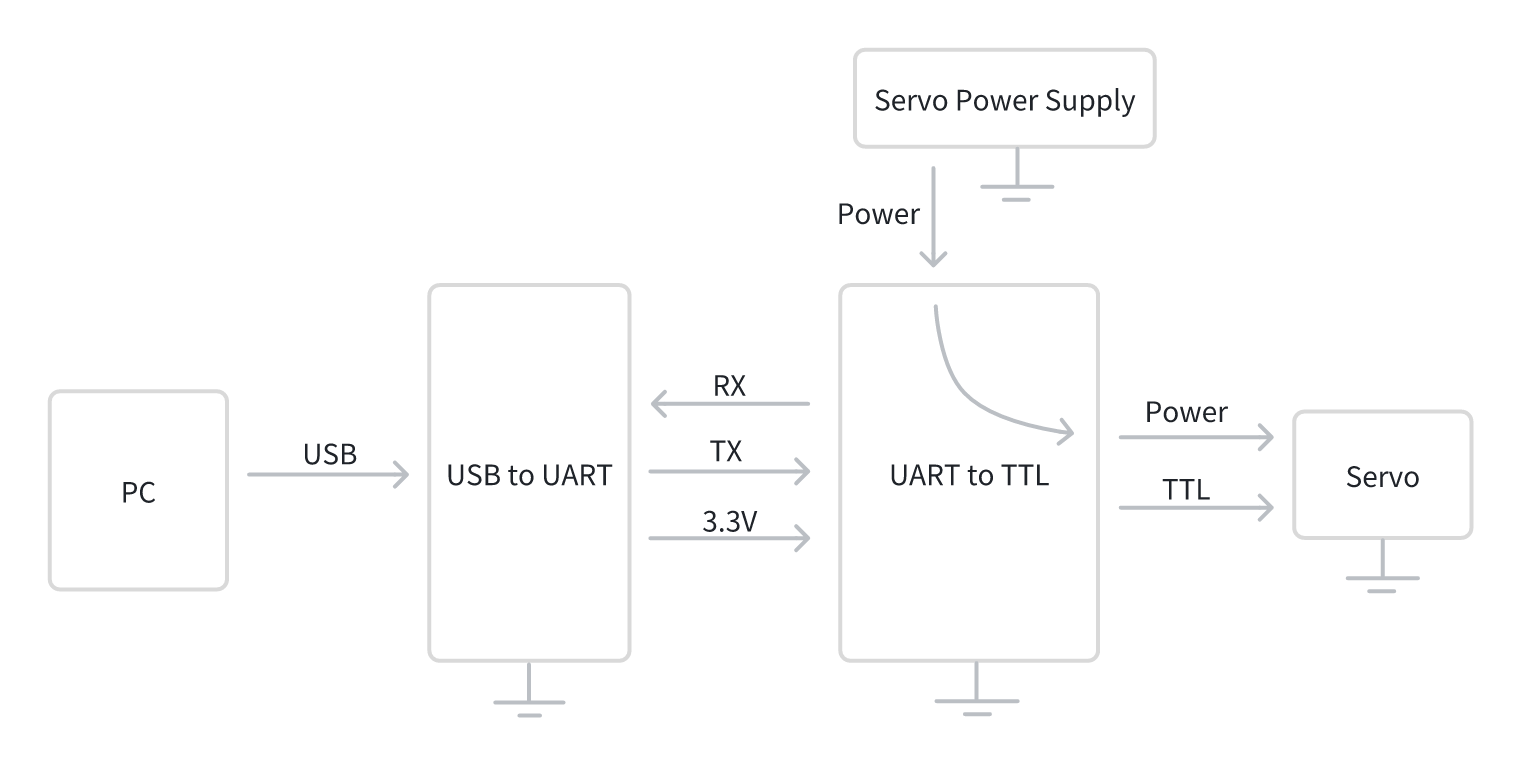 Servo Power Supply
Power
RX
TX
3.3V
USB
PC
USB to UART
UART to TTL
Power
TTL
Servo